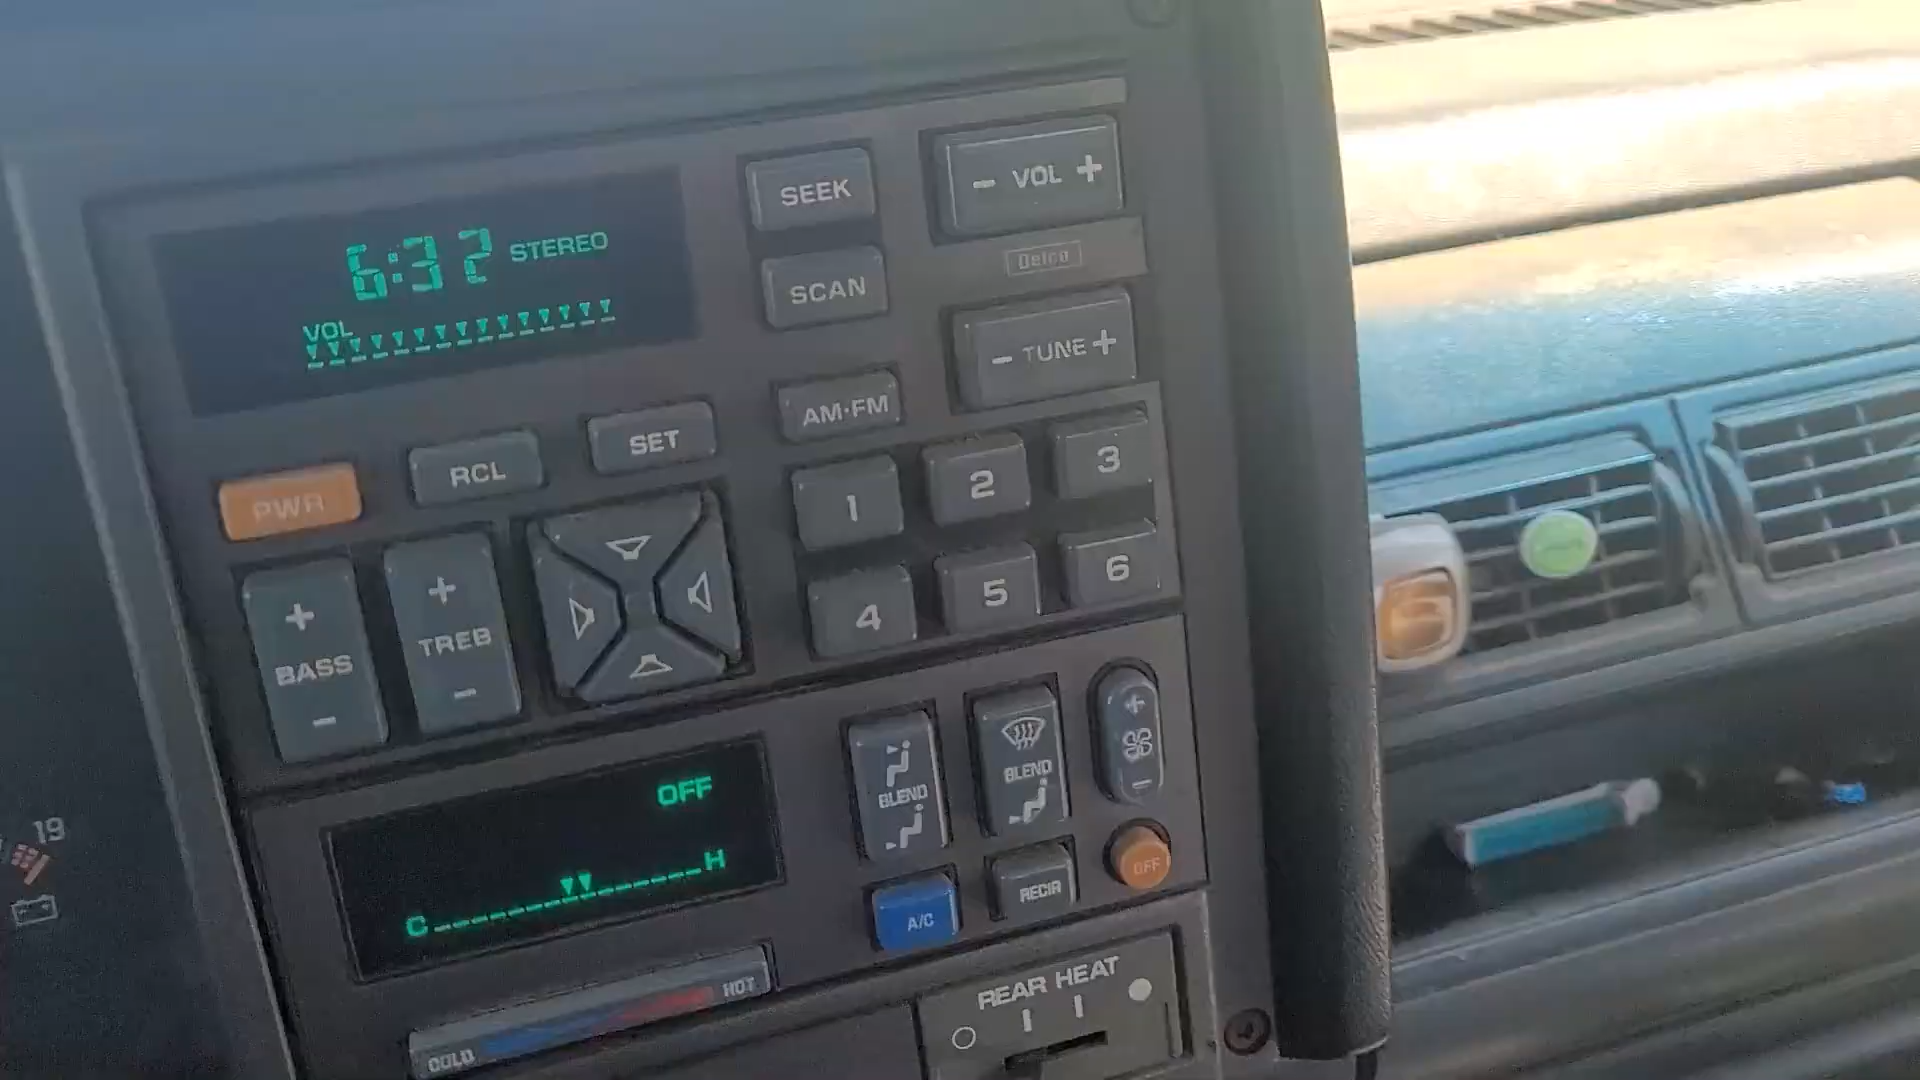 6:32 STEREO
VOL
SEEK
SCAN
- VOL +
Delco
- TUNE +
AM·FM
PWR
RCL
SET
1
2
3
4
5
6
+
BASS
-
+
TREB
-
OFF
C
H
BLEND
BLEND
+
-
A/C
RECIR
OFF
COLD
HOT
REAR HEAT
19